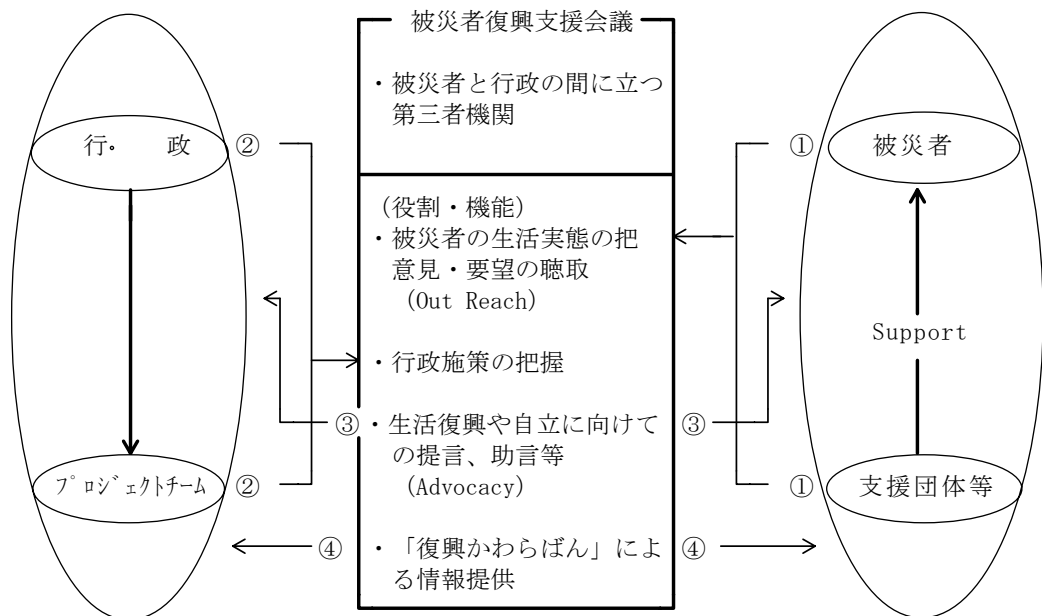 被災者復興支援会議
・被災者と行政の間に立つ
第三者機関
行. 政
②
①
被災者
(役割・機能)
・被災者の生活実態の把
意見・要望の聴取
(Out Reach)
・行政施策の把握
Support
③
・生活復興や自立に向けて
の提言、助言等
(Advocacy)
③
プロジェクトチーム
②
①
支援団体等
④
・「復興かわらばん」によ
る情報提供
④